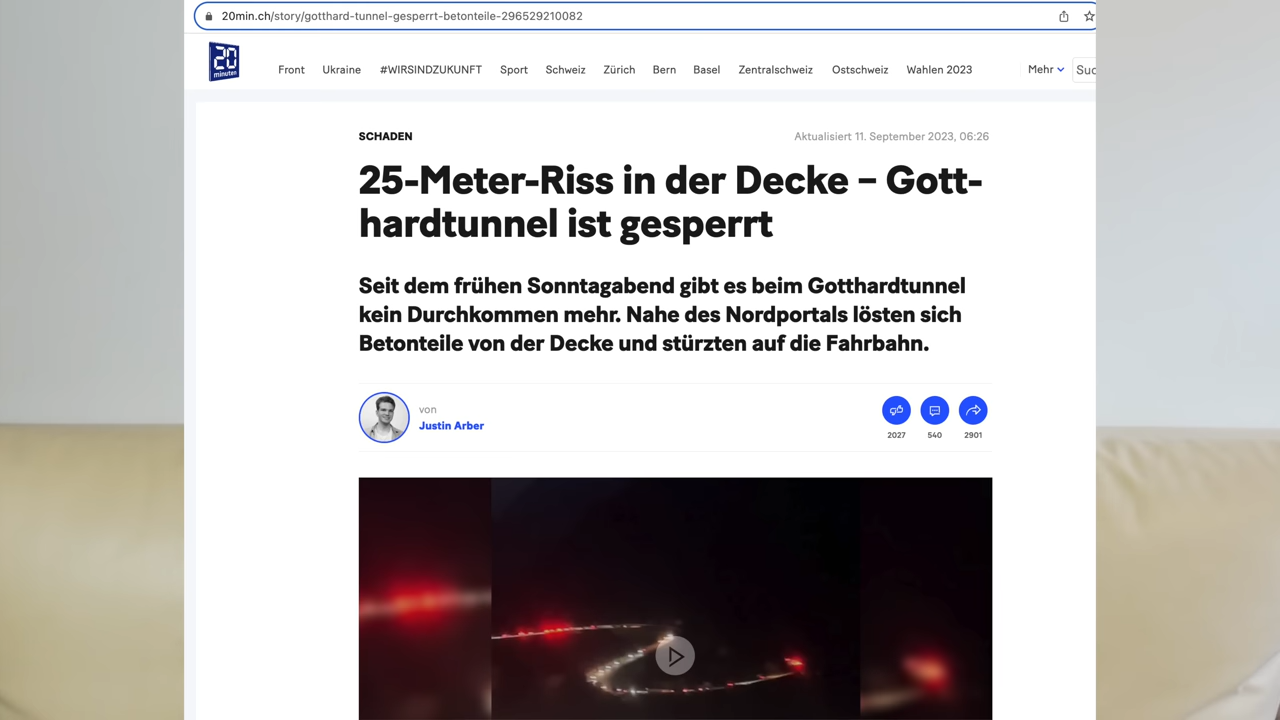 20min.ch/story/gotthard-tunnel-gesperrt-betonteile-296529210082
20
minuten
Front Ukraine #WIRSINDZUKUNFT Sport Schweiz Zürich Bern Basel Zentralschweiz Ostschweiz Wahlen 2023 Mehr Suc
SCHADEN
Aktualisiert 11. September 2023, 06:26
25-Meter-Riss in der Decke – Gott-
hardtunnel ist gesperrt
Seit dem frühen Sonntagabend gibt es beim Gotthardtunnel
kein Durchkommen mehr. Nahe des Nordportals lösten sich
Betonteile von der Decke und stürzten auf die Fahrbahn.
von
Justin Arber
2027 540 2901